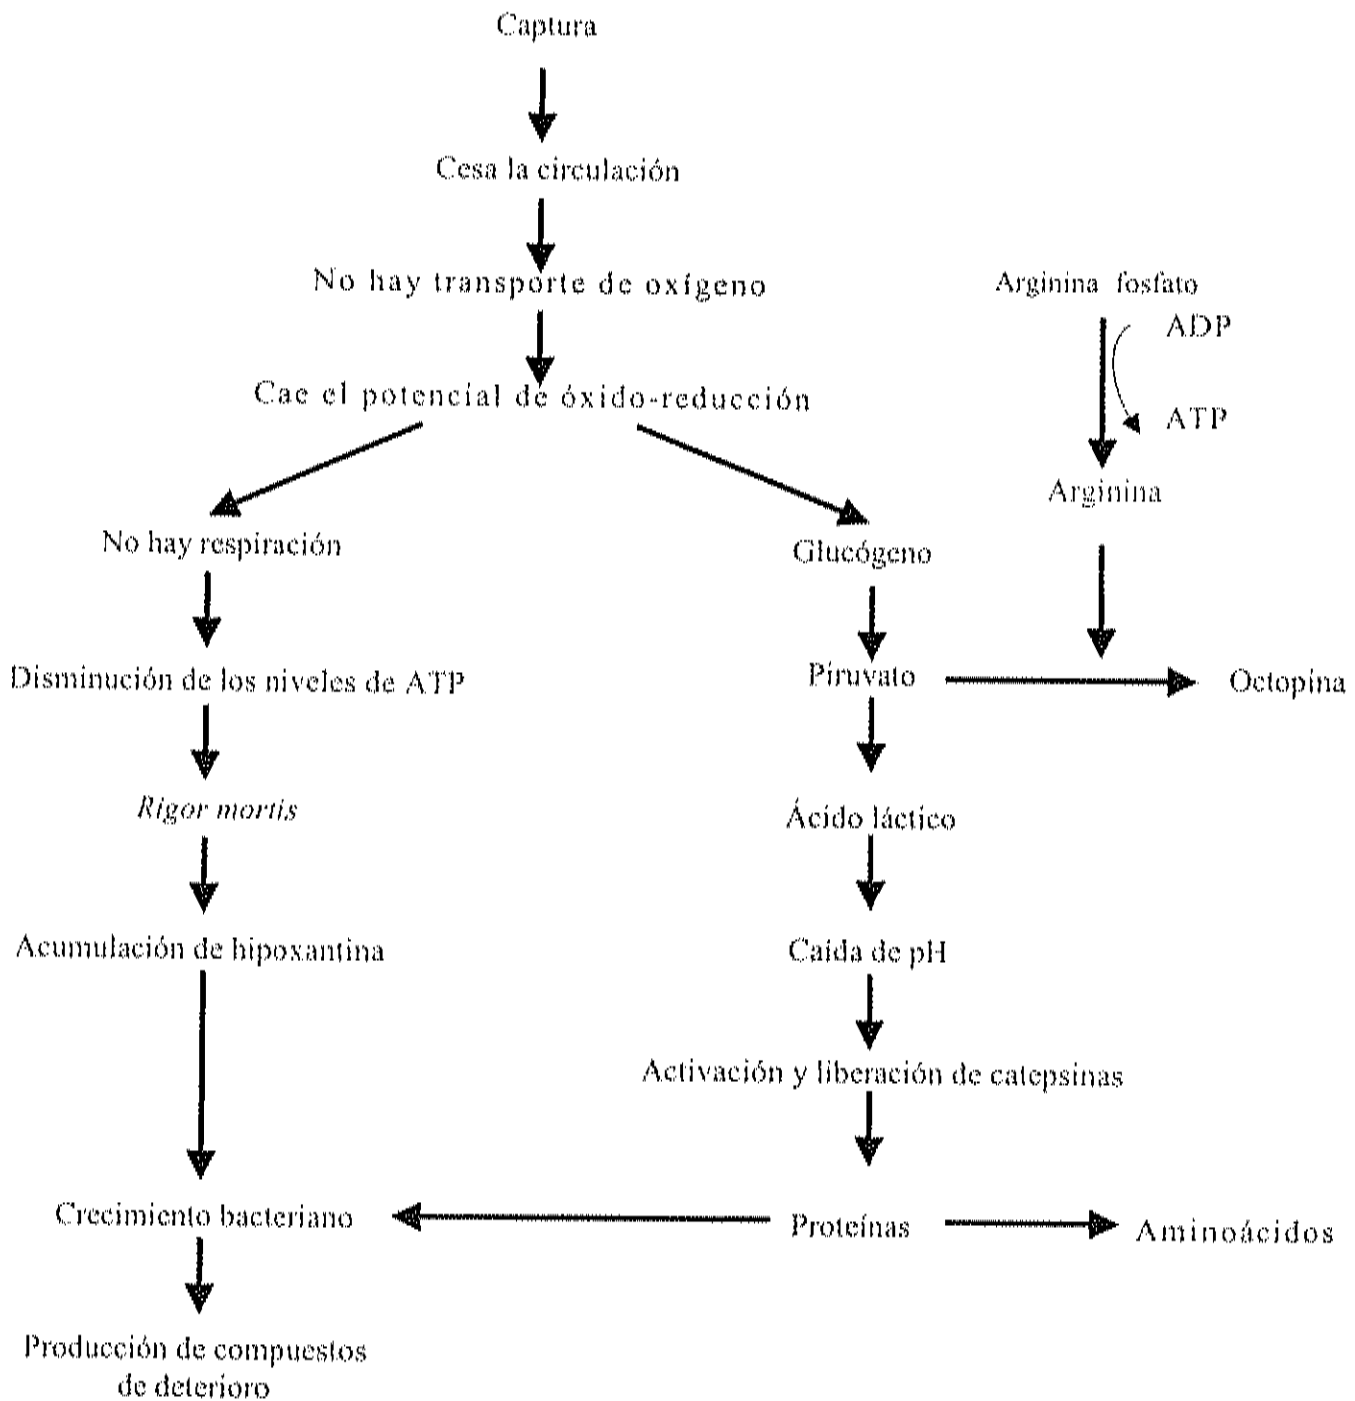 Captura
Cesa la circulación
No hay transporte de oxígeno
Arginina fosfato
ADP
Cae el potencial de óxido-reducción
ATP
Arginina
No hay respiración
Glucógeno
Disminución de los niveles de ATP
Piruvato
Octopina
Rigor mortis
Ácido láctico
Acumulación de hipoxantina
Caída de pH
Activación y liberación de catepsinas
Crecimiento bacteriano
Proteínas
Aminoácidos
Producción de compuestos
de deterioro